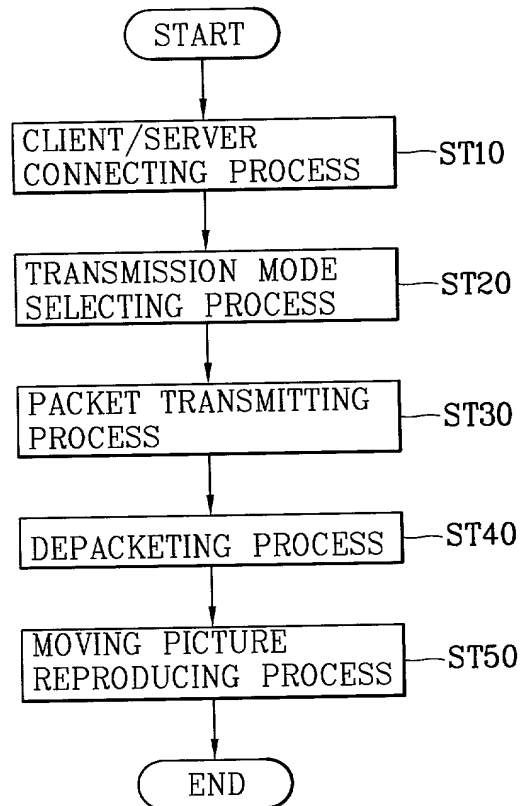 START
CLIENT/SERVER
CONNECTING PROCESS
ST10
TRANSMISSION MODE
SELECTING PROCESS
ST20
PACKET TRANSMITTING
PROCESS
ST30
DEPACKETING PROCESS
ST40
MOVING PICTURE
REPRODUCING PROCESS
ST50
END